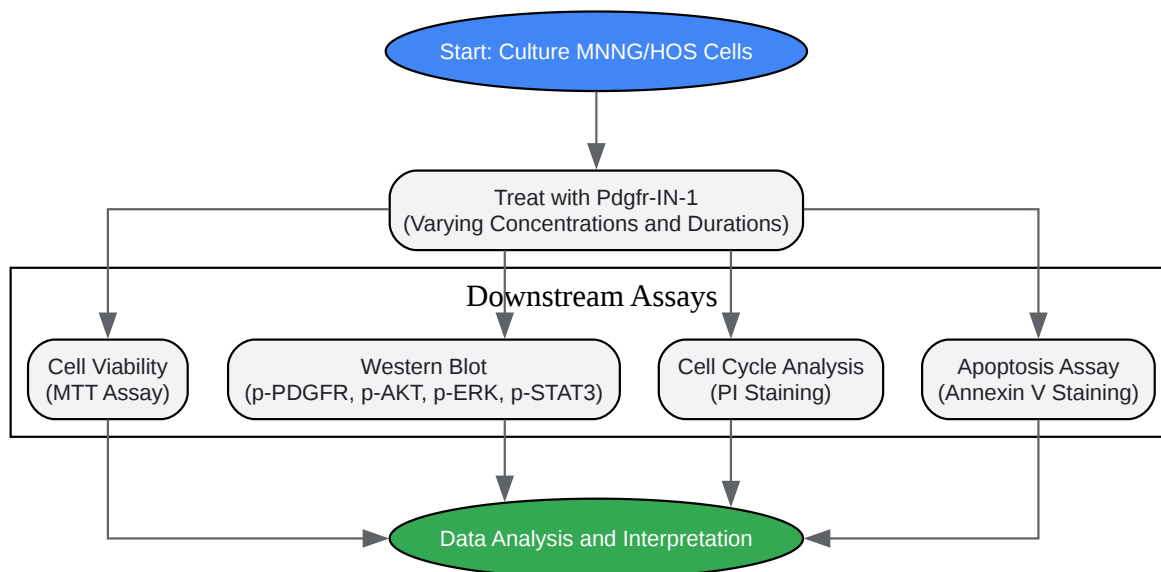 Start: Culture MNNG/HOS Cells
Treat with Pdgfr-IN-1
(Varying Concentrations and Durations)
Downstream Assays
Cell Viability
(MTT Assay)
Western Blot
(p-PDGFR, p-AKT, p-ERK, p-STAT3)
Cell Cycle Analysis
(PI Staining)
Apoptosis Assay
(Annexin V Staining)
Data Analysis and Interpretation